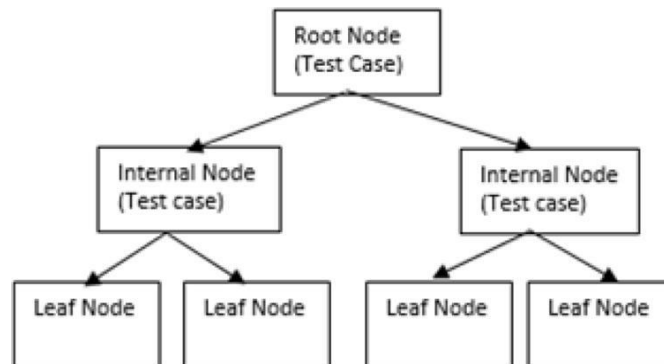 Root Node
(Test Case)
Internal Node
(Test case)
Internal Node
(Test case)
Leaf Node
Leaf Node
Leaf Node
Leaf Node